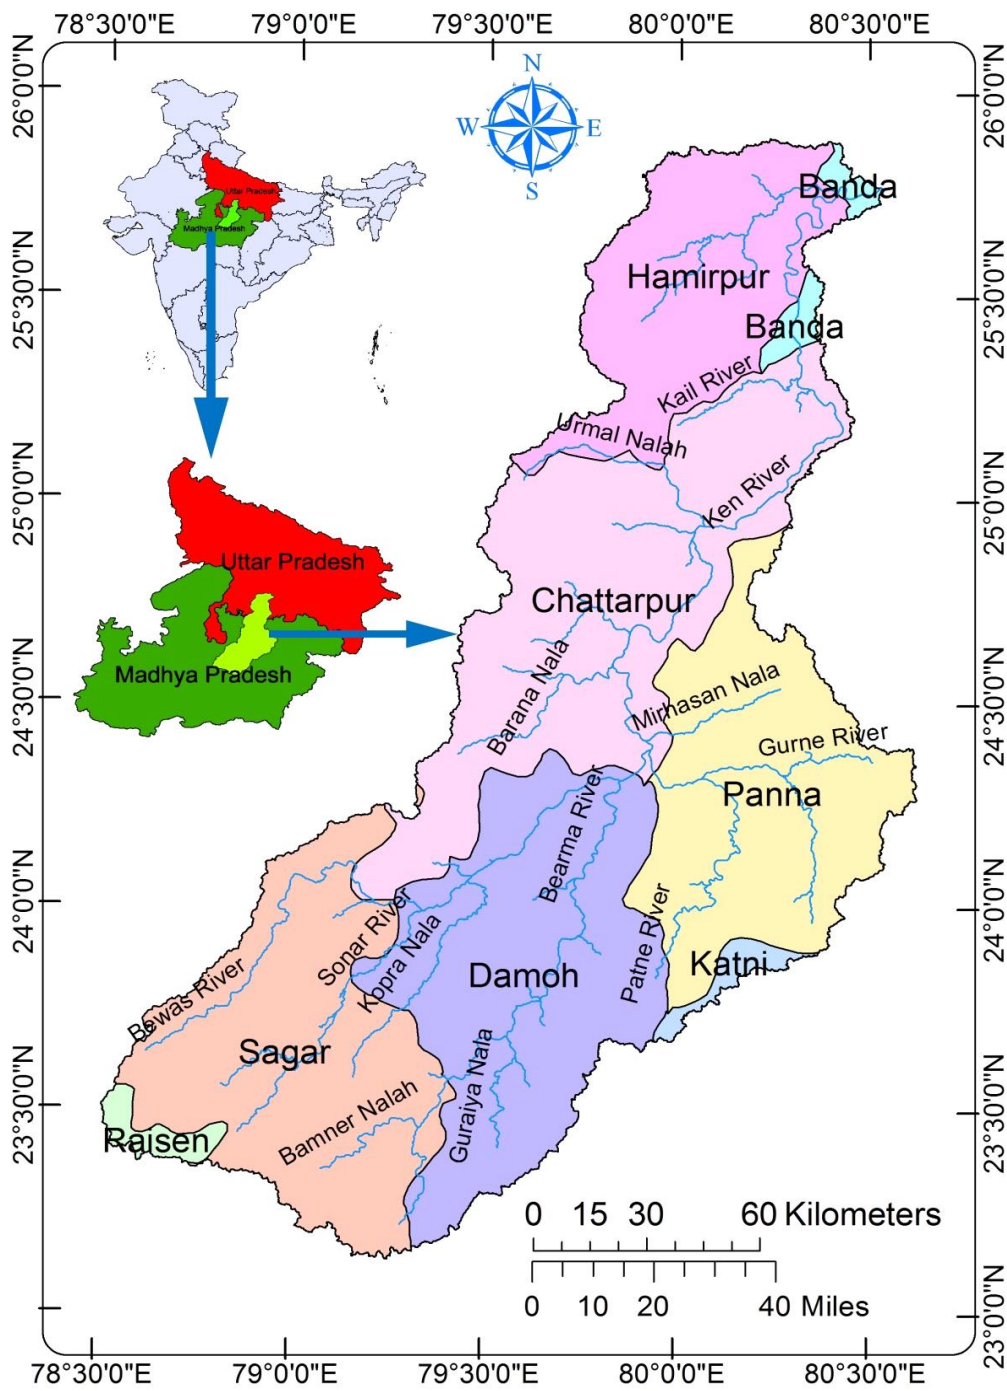 78°30'0"E 79°0'0"E 79°30'0"E 80°0'0"E 80°30'0"E
26°0'0"N
26°0'0"N
N
W E
S
Uttar Pradesh
Madhya Pradesh
Banda
Hamirpur
25°30'0"N
25°30'0"N
Banda
Kail River
Urmal Nalah
Ken River
25°0'0"N
25°0'0"N
Uttar Pradesh
Chattarpur
Madhya Pradesh
Barana Nala
Mirhasan Nala
24°30'0"N
24°30'0"N
Gurne River
Panna
Bearma River
24°0'0"N
24°0'0"N
Sonar River
Kopra Nala
Patne River
Katni
Damoh
Bewas River
Sagar
Guraiya Nala
Bamner Nalah
23°30'0"N
23°30'0"N
Raisen
0 15 30 60 Kilometers
0 10 20 40 Miles
23°0'0"N
78°30'0"E 79°0'0"E 79°30'0"E 80°0'0"E 80°30'0"E